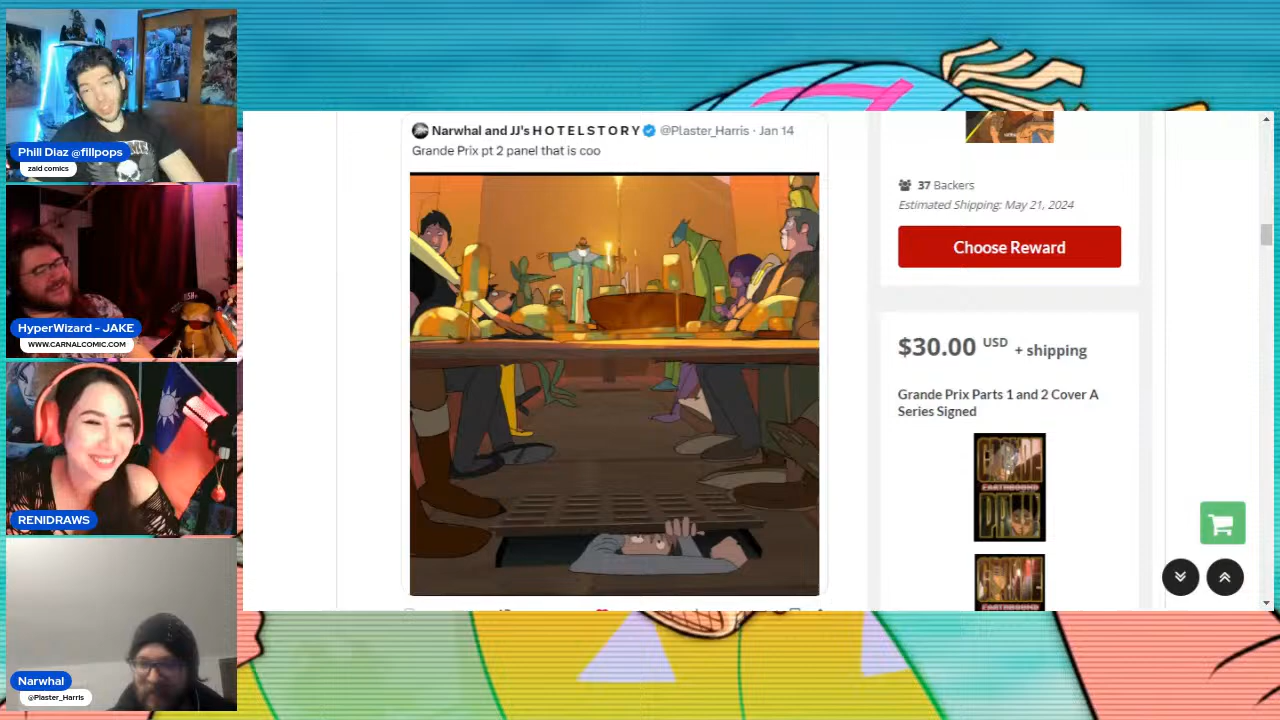 Phill Diaz @fillpops
zaid comics
HyperWizard - JAKE
WWW.CARNALCOMIC.COM
RENIDRAWS
Narwhal
@Plaster_Harris
Narwhal and JJ's H O T E L S T O R Y @Plaster_Harris · Jan 14
Grande Prix pt 2 panel that is coo
37 Backers
Estimated Shipping: May 21, 2024
Choose Reward
$30.00 USD + shipping
Grande Prix Parts 1 and 2 Cover A
Series Signed
EARTHBOUND